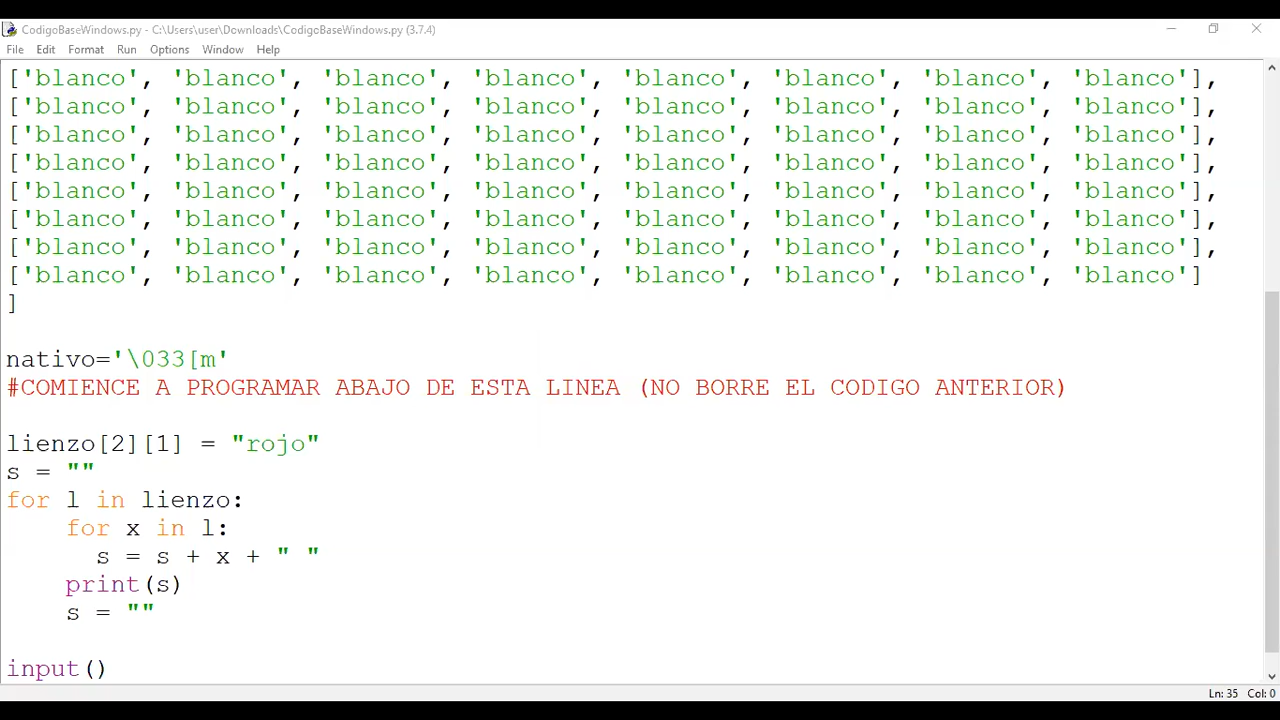 CodigoBaseWindows.py - C:\Users\user\Downloads\CodigoBaseWindows.py (3.7.4)
File Edit Format Run Options Window Help
['blanco', 'blanco', 'blanco', 'blanco', 'blanco', 'blanco', 'blanco', 'blanco'],
['blanco', 'blanco', 'blanco', 'blanco', 'blanco', 'blanco', 'blanco', 'blanco'],
['blanco', 'blanco', 'blanco', 'blanco', 'blanco', 'blanco', 'blanco', 'blanco'],
['blanco', 'blanco', 'blanco', 'blanco', 'blanco', 'blanco', 'blanco', 'blanco'],
['blanco', 'blanco', 'blanco', 'blanco', 'blanco', 'blanco', 'blanco', 'blanco'],
['blanco', 'blanco', 'blanco', 'blanco', 'blanco', 'blanco', 'blanco', 'blanco'],
['blanco', 'blanco', 'blanco', 'blanco', 'blanco', 'blanco', 'blanco', 'blanco'],
['blanco', 'blanco', 'blanco', 'blanco', 'blanco', 'blanco', 'blanco', 'blanco']
]
nativo='\033[m'
#COMIENCE A PROGRAMAR ABAJO DE ESTA LINEA (NO BORRE EL CODIGO ANTERIOR)
lienzo[2][1] = "rojo"
s = ""
for l in lienzo:
    for x in l:
      s = s + x + " "
    print(s)
    s = ""
input()
Ln: 35 Col: 0